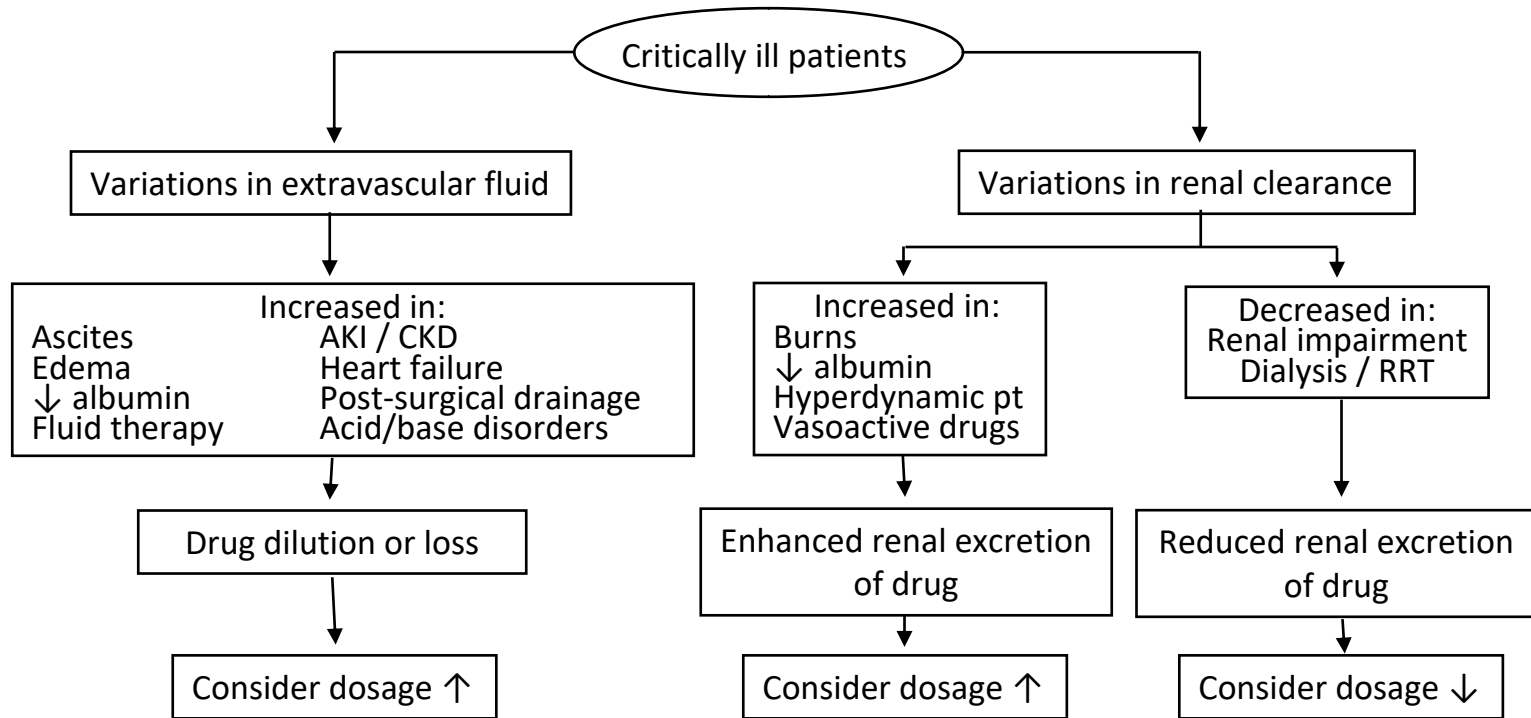 Critically ill patients
Variations in extravascular fluid
Increased in:
Ascites AKI / CKD
Edema Heart failure
↓ albumin Post-surgical drainage
Fluid therapy Acid/base disorders
Drug dilution or loss
Consider dosage ↑
Variations in renal clearance
Increased in:
Burns
↓ albumin
Hyperdynamic pt
Vasoactive drugs
Enhanced renal excretion
of drug
Consider dosage ↑
Decreased in:
Renal impairment
Dialysis / RRT
Reduced renal excretion
of drug
Consider dosage ↓